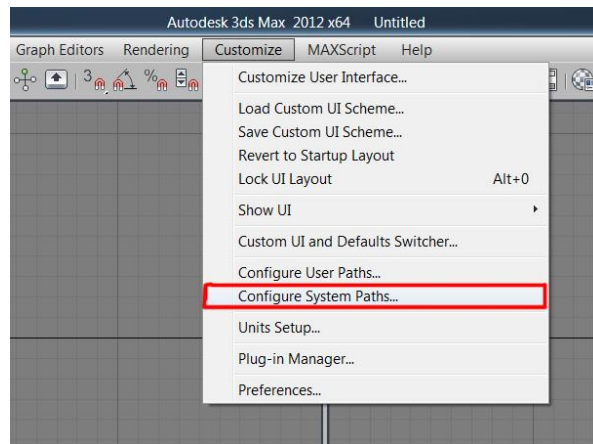 Autodesk 3ds Max 2012 x64 Untitled
Graph Editors Rendering Customize MAXScript Help
3 %
Customize User Interface...
Load Custom UI Scheme...
Save Custom UI Scheme...
Revert to Startup Layout
Lock UI Layout Alt+0
Show UI
Custom UI and Defaults Switcher...
Configure User Paths...
Configure System Paths...
Units Setup...
Plug-in Manager...
Preferences...